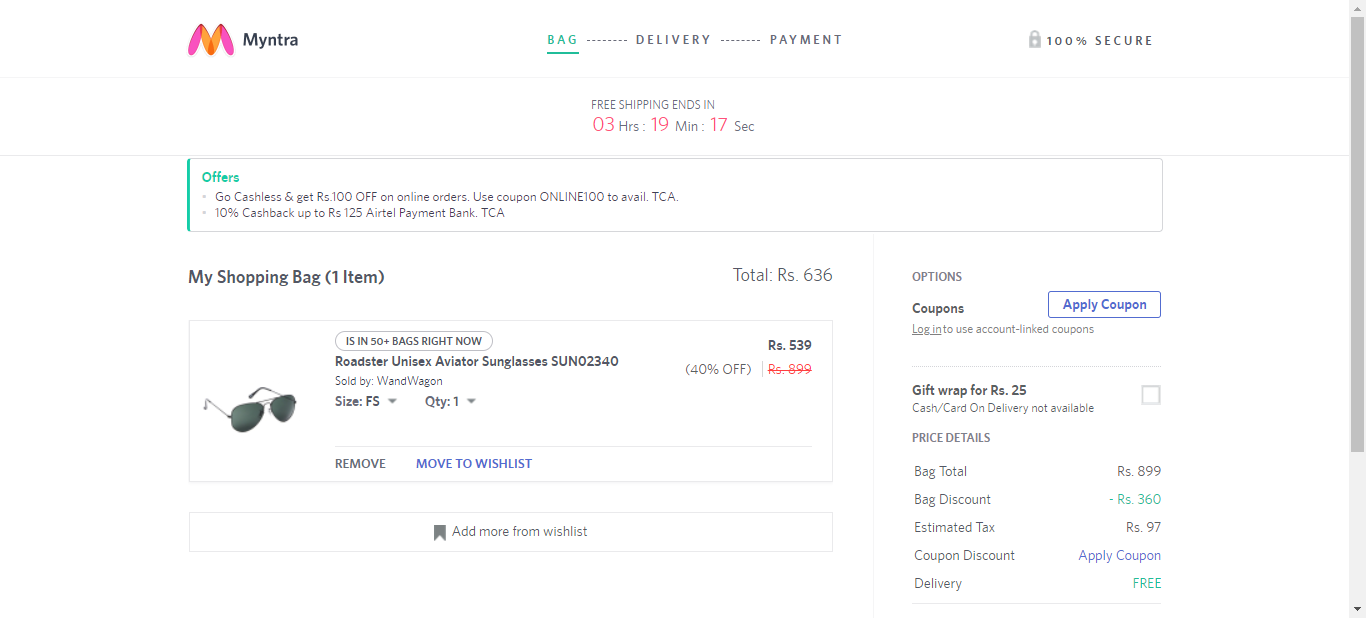 Myntra
BAG -------- DELIVERY -------- PAYMENT
100% SECURE
FREE SHIPPING ENDS IN
03 Hrs : 19 Min : 17 Sec
Offers
Go Cashless & get Rs.100 OFF on online orders. Use coupon ONLINE100 to avail. TCA.
10% Cashback up to Rs 125 Airtel Payment Bank. TCA
My Shopping Bag (1 Item)
Total: Rs. 636
IS IN 50+ BAGS RIGHT NOW
Roadster Unisex Aviator Sunglasses SUN02340
Sold by: WandWagon
Size: FS
Qty: 1
Rs. 539
(40% OFF) Rs. 899
REMOVE
MOVE TO WISHLIST
Add more from wishlist
OPTIONS
Coupons
Apply Coupon
Log in to use account-linked coupons
Gift wrap for Rs. 25
Cash/Card On Delivery not available
PRICE DETAILS
Bag Total Rs. 899
Bag Discount - Rs. 360
Estimated Tax Rs. 97
Coupon Discount Apply Coupon
Delivery FREE